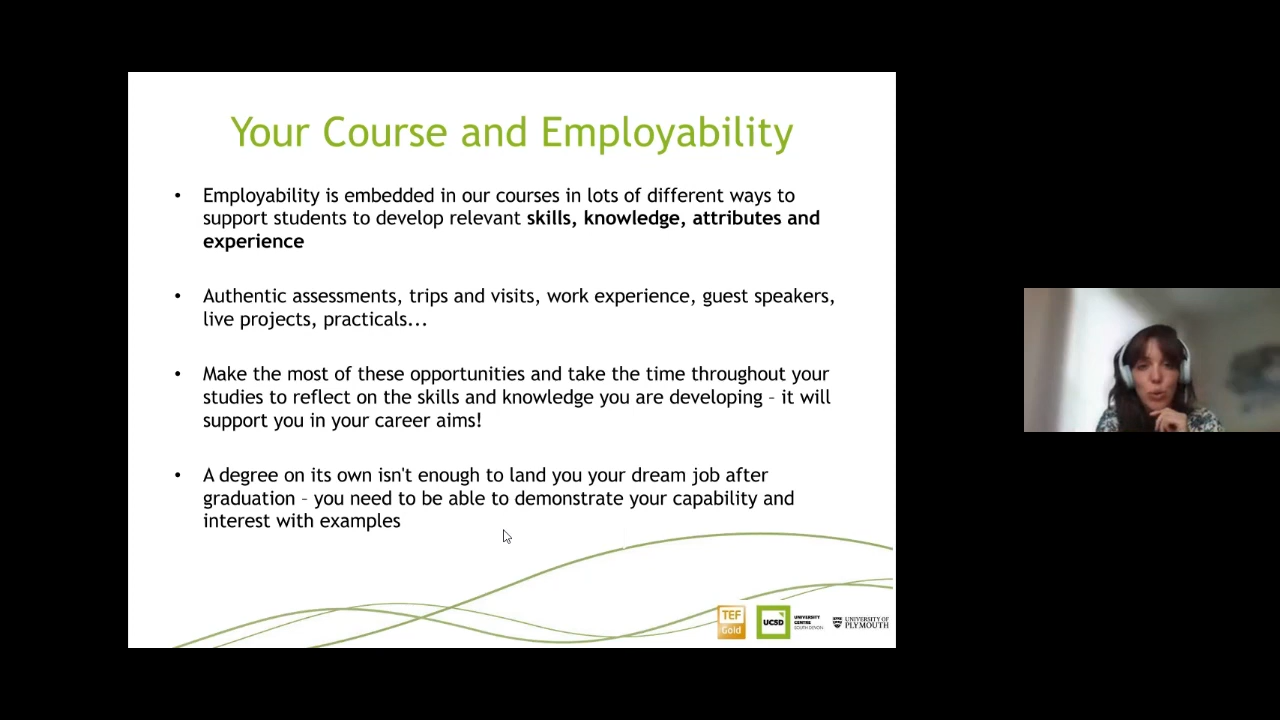 Your Course and Employability
• Employability is embedded in our courses in lots of different ways to
support students to develop relevant skills, knowledge, attributes and
experience
• Authentic assessments, trips and visits, work experience, guest speakers,
live projects, practicals...
• Make the most of these opportunities and take the time throughout your
studies to reflect on the skills and knowledge you are developing – it will
support you in your career aims!
• A degree on its own isn't enough to land you your dream job after
graduation – you need to be able to demonstrate your capability and
interest with examples
TEF
Gold
UCSD
UNIVERSITY
CENTRE
SOUTH DEVON
UNIVERSITY OF
PLYMOUTH